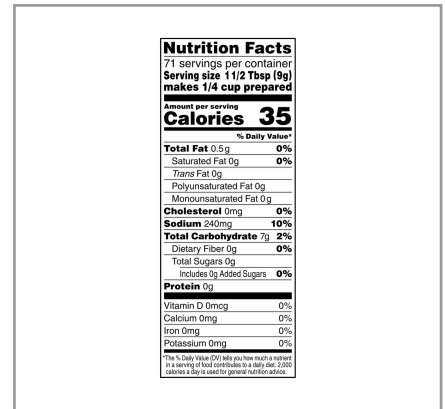 Nutrition Facts
71 servings per container
Serving size 1 1/2 Tbsp (9g)
makes 1/4 cup prepared
Amount per serving
Calories 35
% Daily Value*
Total Fat 0.5g 0%
Saturated Fat 0g 0%
Trans Fat 0g
Polyunsaturated Fat 0g
Monounsaturated Fat 0g
Cholesterol 0mg 0%
Sodium 240mg 10%
Total Carbohydrate 7g 2%
Dietary Fiber 0g 0%
Total Sugars 0g
Includes 0g Added Sugars 0%
Protein 0g
Vitamin D 0mcg 0%
Calcium 0mg 0%
Iron 0mg 0%
Potassium 0mg 0%
*The % Daily Value (DV) tells you how much a nutrient
in a serving of food contributes to a daily diet. 2,000
calories a day is used for general nutrition advice.